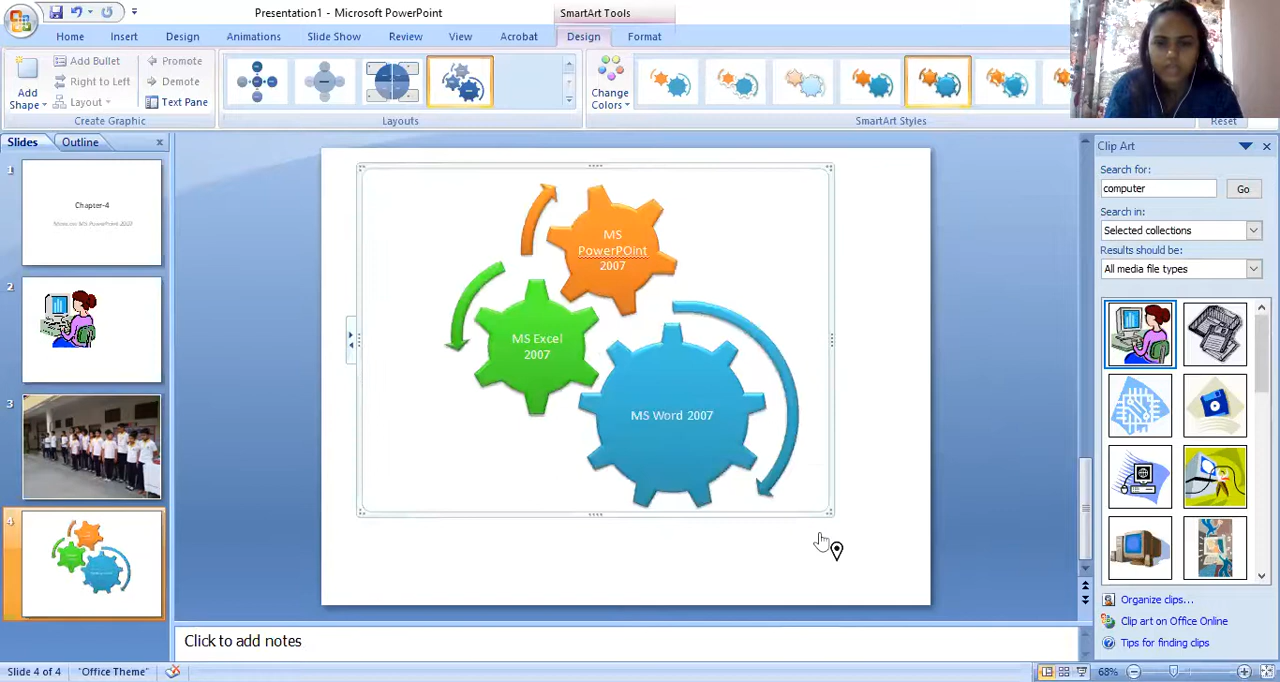 Presentation1 - Microsoft PowerPoint
SmartArt Tools
Home
Insert
Design
Animations
Slide Show
Review
View
Acrobat
Design
Format
Add
Shape
Add Bullet
Right to Left
Layout
Promote
Demote
Text Pane
Create Graphic
Layouts
Change
Colors
SmartArt Styles
Reset
Slides
Outline
1
Chapter-4
2
3
4
MS
PowerPOint
2007
MS Excel
2007
MS Word 2007
Clip Art
Search for:
computer
Go
Search in:
Selected collections
Results should be:
All media file types
Organize clips...
Clip art on Office Online
Tips for finding clips
Click to add notes
Slide 4 of 4
"Office Theme"
68%